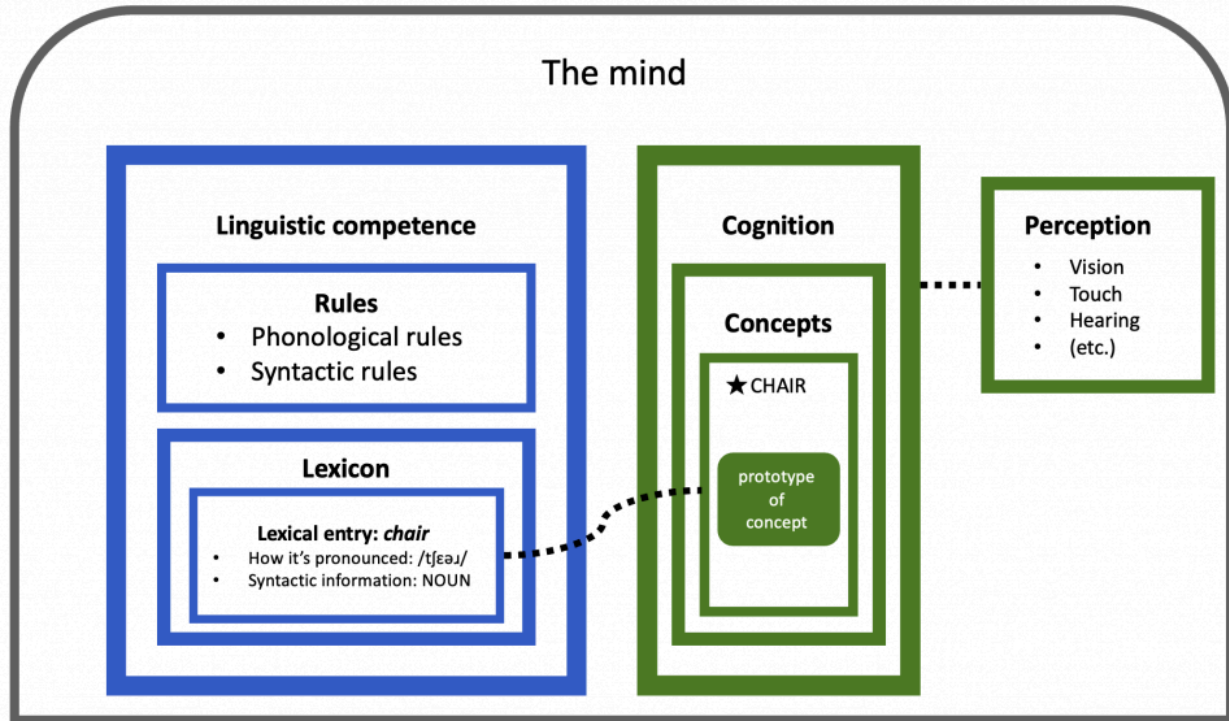 The mind
Linguistic competence
Rules
• Phonological rules
• Syntactic rules
Lexicon
Lexical entry: chair
• How it's pronounced: /tʃɛəɹ/
• Syntactic information: NOUN
Cognition
Concepts
★ CHAIR
prototype
of
concept
Perception
• Vision
• Touch
• Hearing
• (etc.)